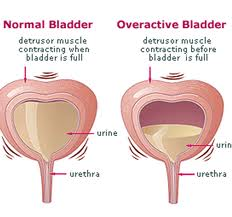 Normal Bladder
detrusor muscle
contracting when
bladder is full
urine
urethra
Overactive Bladder
detrusor muscle
contracting before
bladder is full
urin
urethra